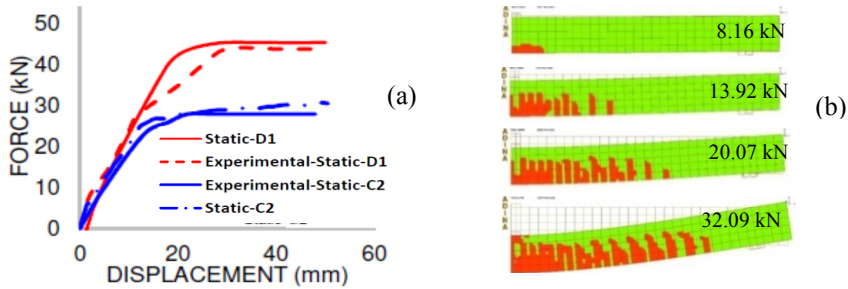 50
40
30
20
10
0
FORCE (kN)
0
20
40
60
DISPLACEMENT (mm)
Static-D1
Experimental-Static-D1
Experimental-Static-C2
Static-C2
(a)
ADINA
8.16 kN
13.92 kN
20.07 kN
32.09 kN
(b)